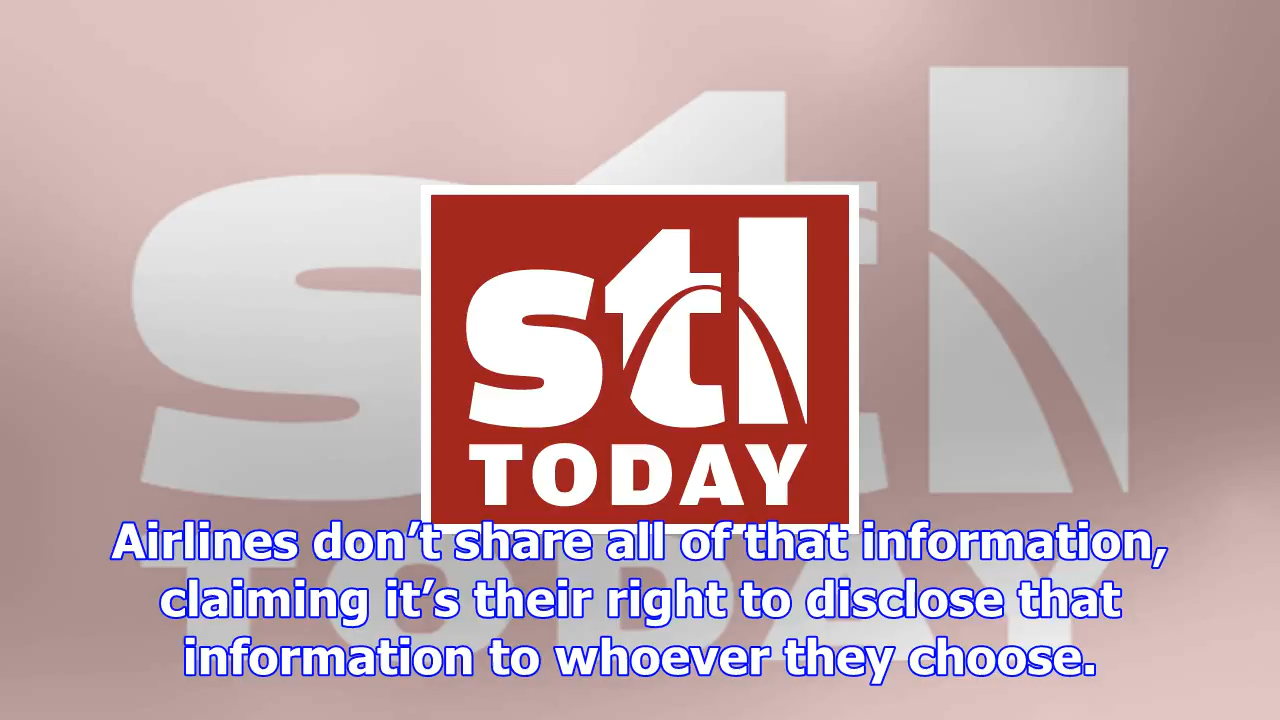 stl
TODAY
Airlines don’t share all of that information,
claiming it’s their right to disclose that
information to whoever they choose.